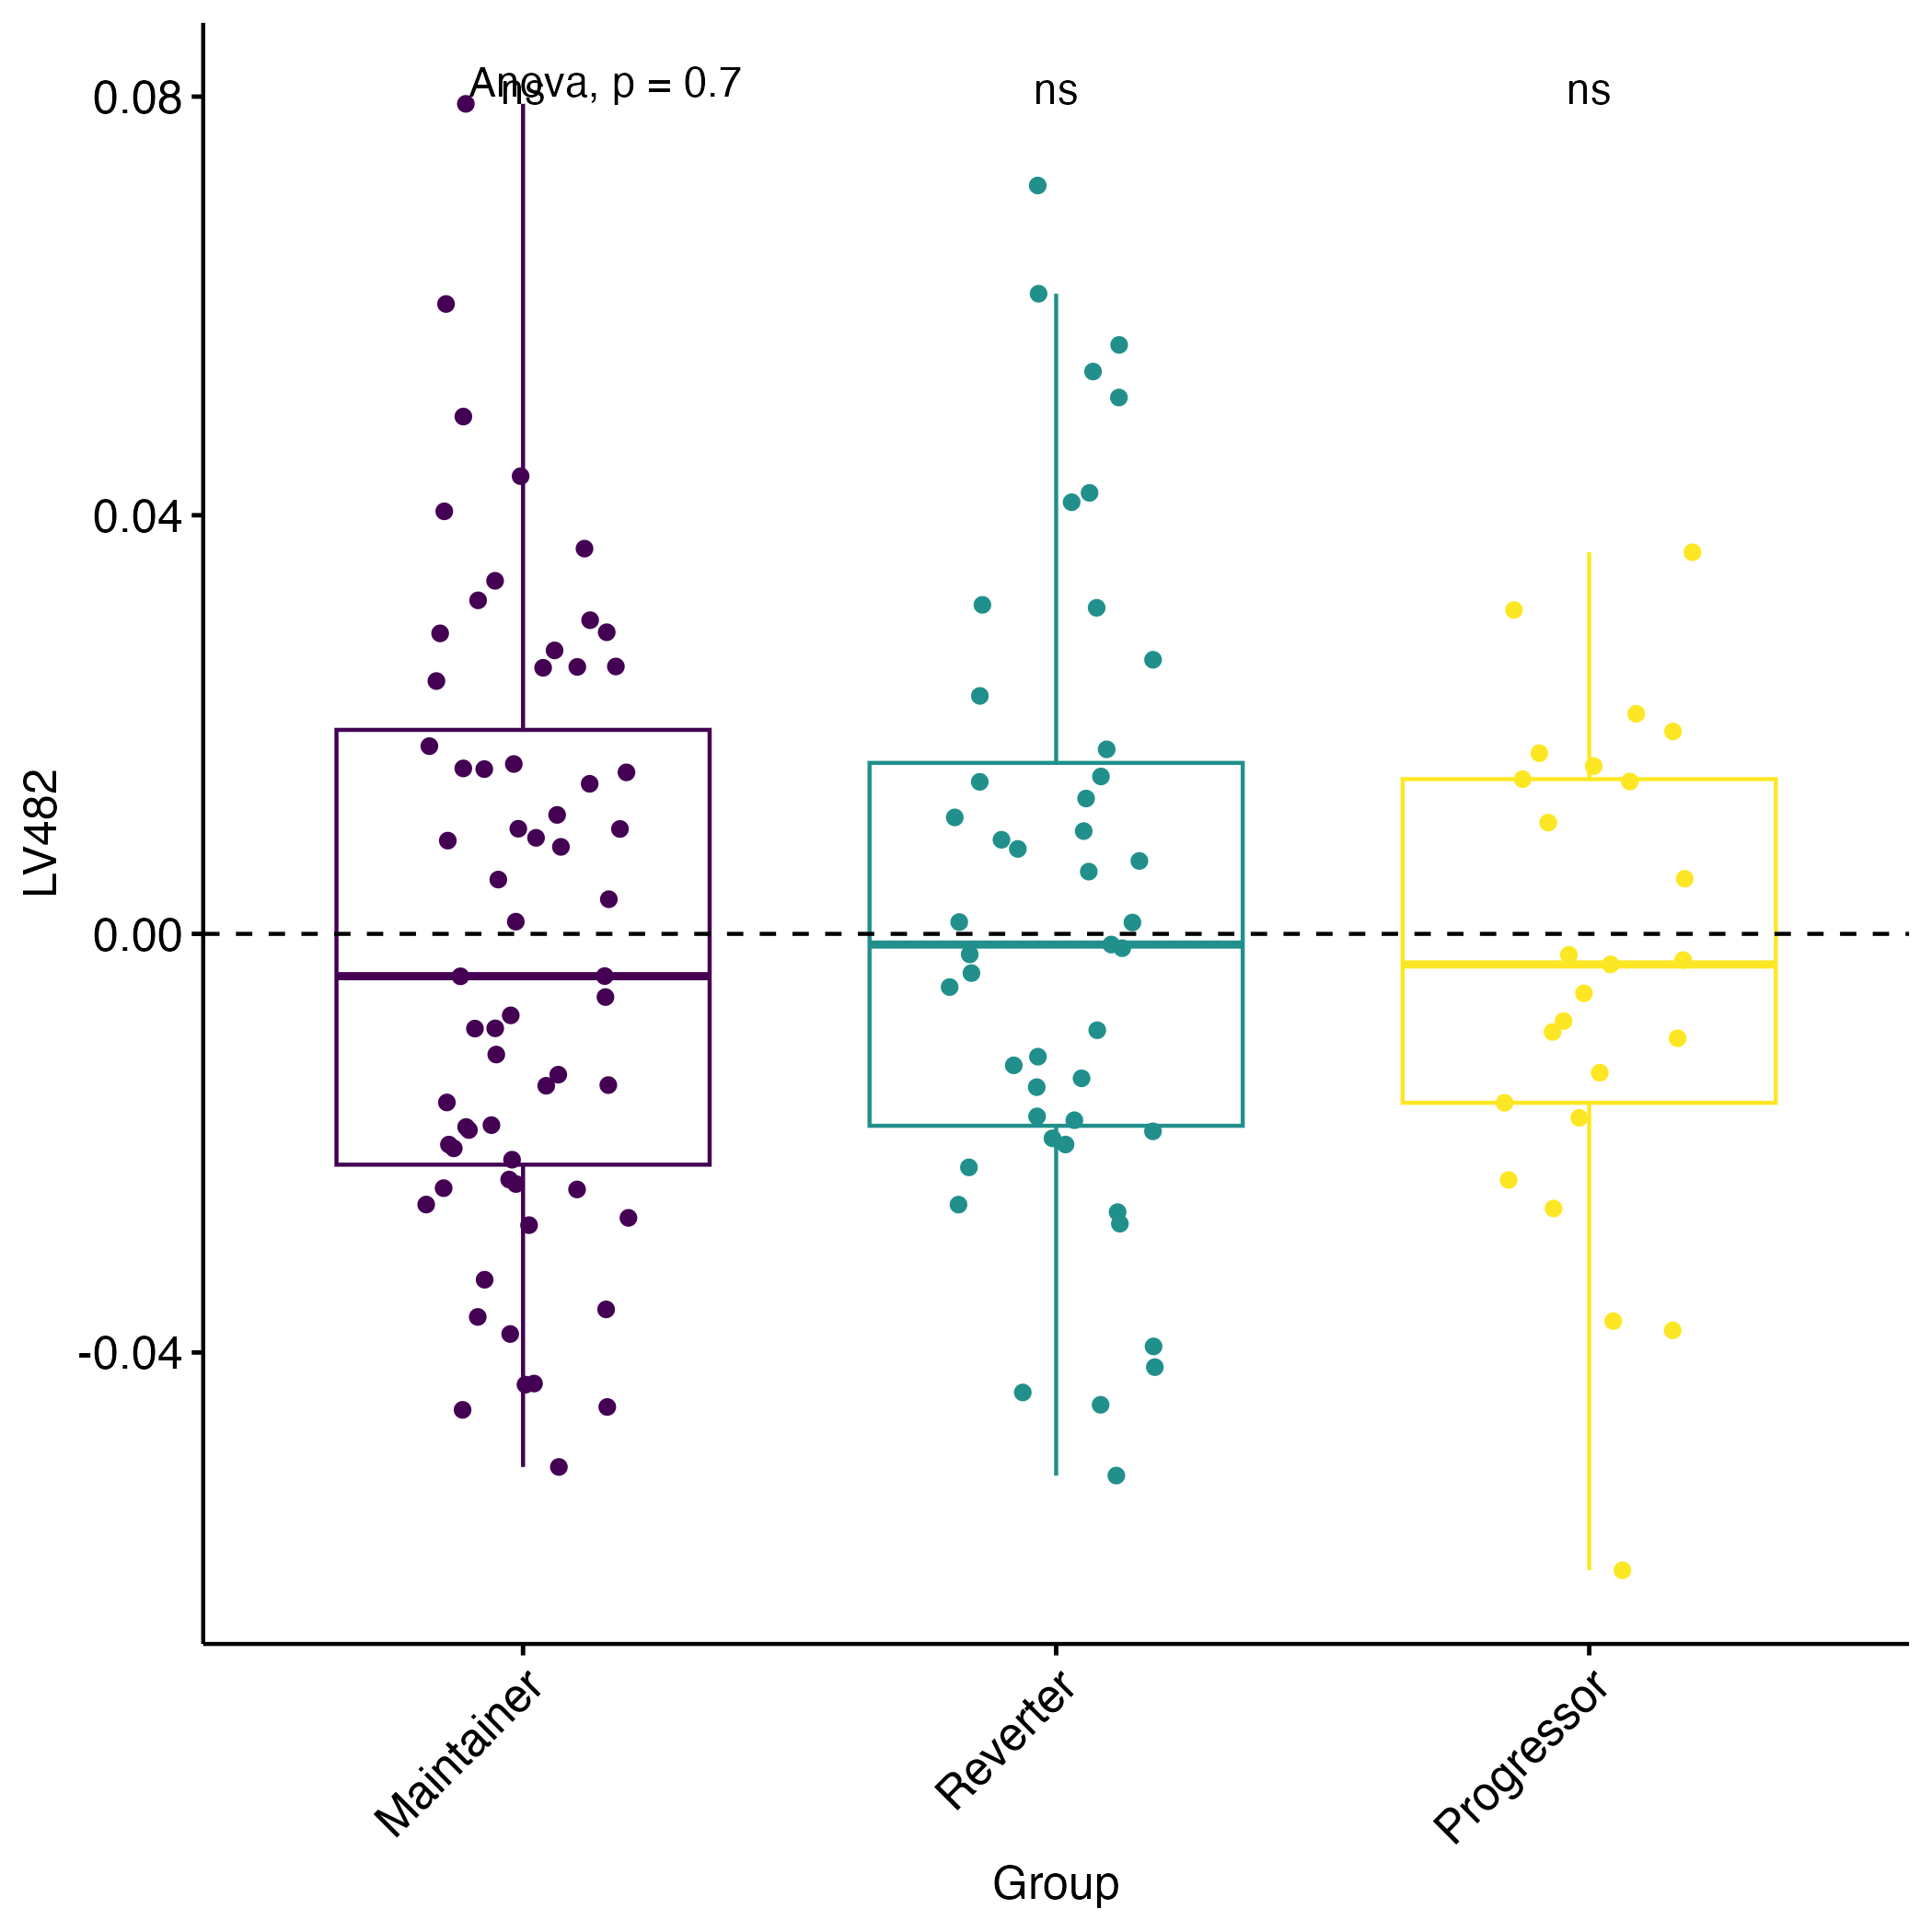 Anova, p = 0.7
ns
ns
ns
0.08
0.04
0.00
-0.04
LV482
Maintainer
Reverter
Progressor
Group